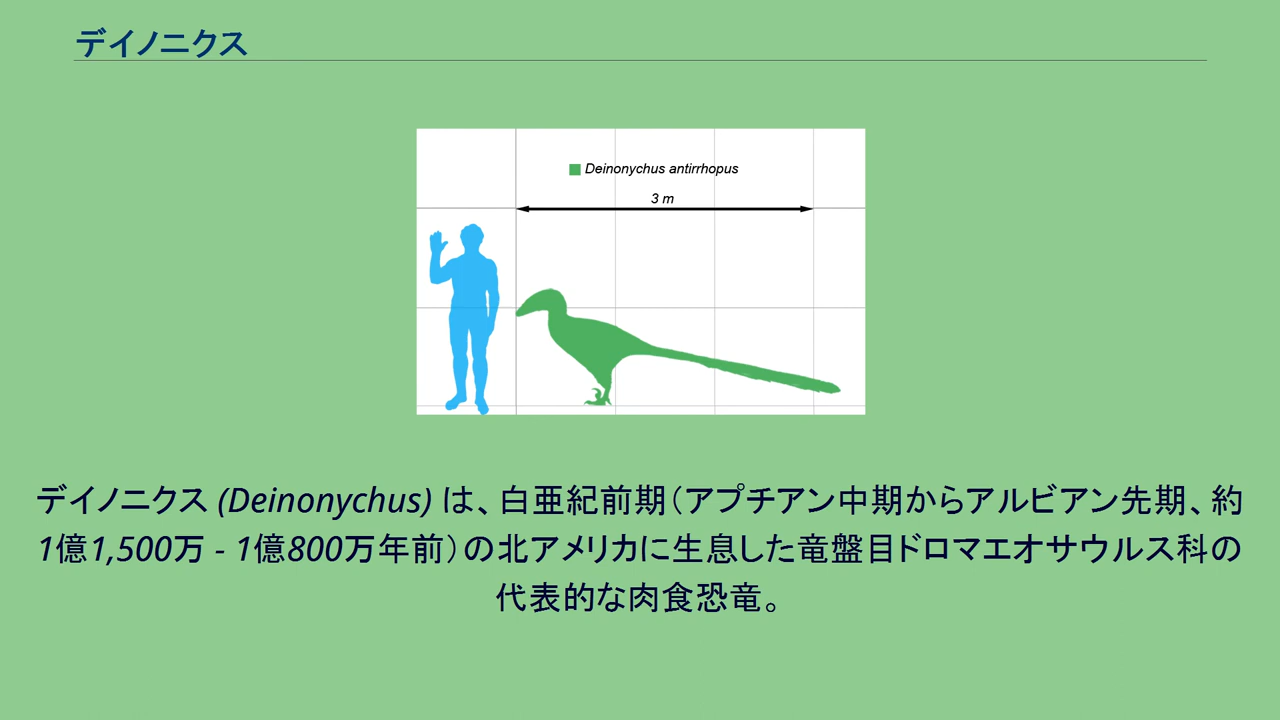 デイノニクス
Deinonychus antirrhopus
3 m
デイノニクス (Deinonychus) は、白亜紀前期（アプチアン中期からアルビアン先期、約
1億1,500万 - 1億800万年前）の北アメリカに生息した竜盤目ドロマエオサウルス科の
代表的な肉食恐竜。